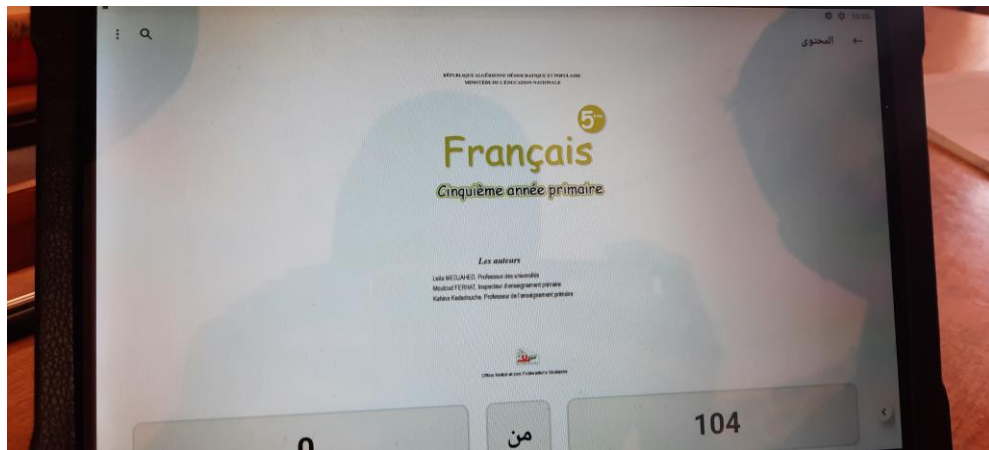 10:00
← المحتوى
RÉPUBLIQUE ALGÉRIENNE DÉMOCRATIQUE ET POPULAIRE
MINISTÈRE DE L'ÉDUCATION NATIONALE
5ème
Français
Cinquième année primaire
Les auteurs
Leila MEDJAHED, Professeur des universités
Mouloud FERHAT, Inspecteur d'enseignement primaire
Kahina Kadadouche, Professeur de l'enseignement primaire
Office National des Publications Scolaires
0 من 104